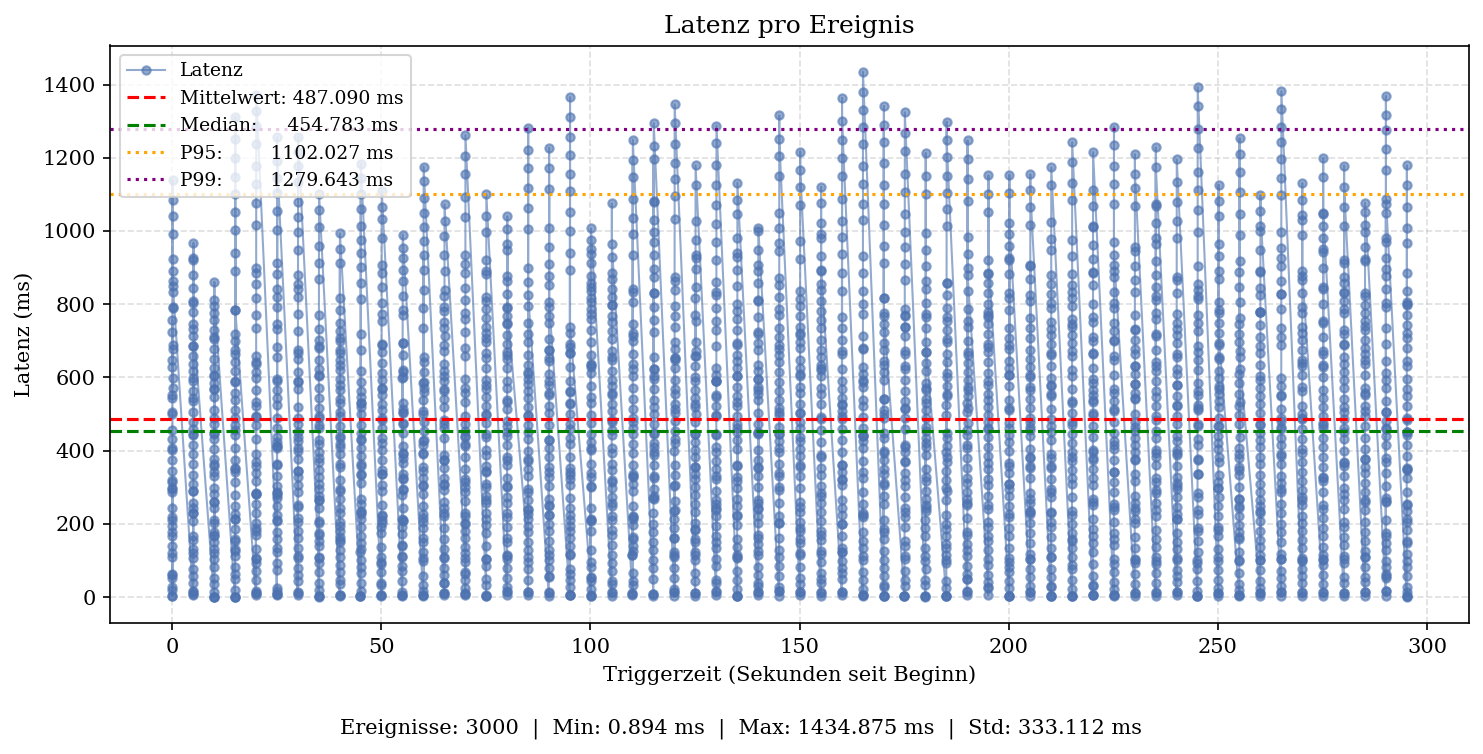 Latenz pro Ereignis
Latenz (ms)
1400
1200
1000
800
600
400
200
0
Latenz
Mittelwert: 487.090 ms
Median: 454.783 ms
P95: 1102.027 ms
P99: 1279.643 ms
0 50 100 150 200 250 300
Triggerzeit (Sekunden seit Beginn)
Ereignisse: 3000 | Min: 0.894 ms | Max: 1434.875 ms | Std: 333.112 ms